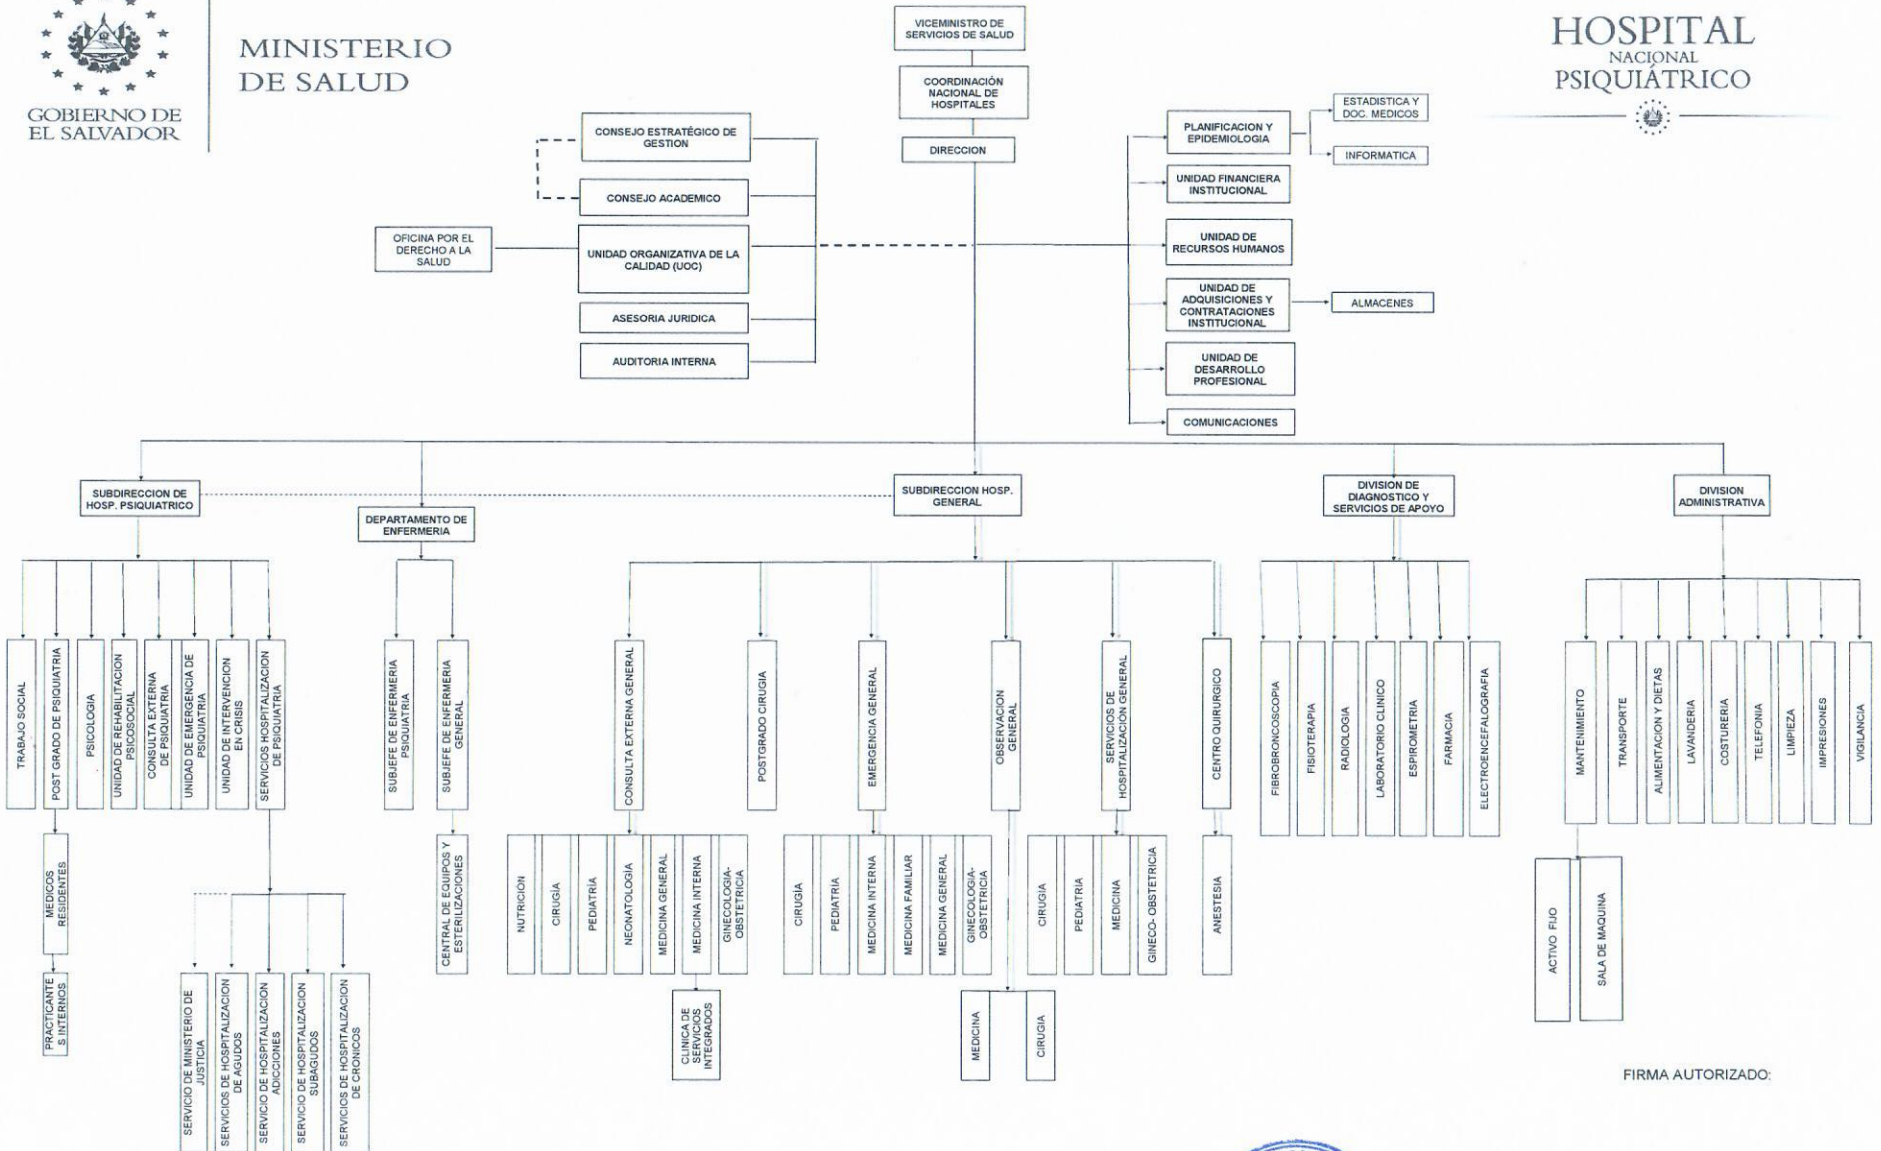 GOBIERNO DE
EL SALVADOR
MINISTERIO
DE SALUD
HOSPITAL
NACIONAL
PSIQUIÁTRICO
VICEMINISTRO DE
SERVICIOS DE SALUD
COORDINACIÓN
NACIONAL DE
HOSPITALES
DIRECCION
CONSEJO ESTRATÉGICO DE
GESTION
CONSEJO ACADEMICO
OFICINA POR EL
DERECHO A LA
SALUD
UNIDAD ORGANIZATIVA DE LA
CALIDAD (UOC)
ASESORIA JURIDICA
AUDITORIA INTERNA
PLANIFICACION Y
EPIDEMIOLOGIA
ESTADISTICA Y
DOC. MEDICOS
INFORMATICA
UNIDAD FINANCIERA
INSTITUCIONAL
UNIDAD DE
RECURSOS HUMANOS
UNIDAD DE
ADQUISICIONES Y
CONTRATACIONES
INSTITUCIONAL
ALMACENES
UNIDAD DE
DESARROLLO
PROFESIONAL
COMUNICACIONES
SUBDIRECCION DE
HOSP. PSIQUIATRICO
DEPARTAMENTO DE
ENFERMERIA
SUBDIRECCION HOSP.
GENERAL
DIVISION DE
DIAGNOSTICO Y
SERVICIOS DE APOYO
DIVISION
ADMINISTRATIVA
TRABAJO SOCIAL
POST GRADO DE PSIQUIATRIA
PSICOLOGIA
UNIDAD DE REHABILITACION
PSICOSOCIAL
CONSULTA EXTERNA
DE PSIQUIATRIA
UNIDAD DE EMERGENCIA DE
PSIQUIATRIA
UNIDAD DE INTERVENCION
EN CRISIS
SERVICIOS HOSPITALIZACION
DE PSIQUIATRIA
SUBJEFE DE ENFERMERIA
PSIQUIATRIA
SUBJEFE DE ENFERMERIA
GENERAL
CONSULTA EXTERNA GENERAL
POSTGRADO CIRUGIA
EMERGENCIA GENERAL
OBSERVACION
GENERAL
SERVICIOS DE
HOSPITALIZACIÓN GENERAL
CENTRO QUIRURGICO
FIBROBRONCOSCOPIA
FISIOTERAPIA
RADIOLOGIA
LABORATORIO CLINICO
ESPIROMETRIA
FARMACIA
ELECTROENCEFALOGRAFIA
MANTENIMIENTO
TRANSPORTE
ALIMENTACION Y DIETAS
LAVANDERIA
COSTURERIA
TELEFONIA
LIMPIEZA
IMPRESIONES
VIGILANCIA
MEDICOS
RESIDENTES
CENTRAL DE EQUIPOS Y
ESTERILIZACIONES
NUTRICIÓN
CIRUGÍA
PEDIATRÍA
NEONATOLOGIA
MEDICINA GENERAL
MEDICINA INTERNA
GINECOLOGIA-
OBSTETRICIA
CIRUGÍA
PEDIATRIA
MEDICINA INTERNA
MEDICINA FAMILIAR
MEDICINA GENERAL
GINECOLOGIA-
OBSTETRICIA
CIRUGIA
PEDIATRIA
MEDICINA
GINECO- OBSTETRICIA
ANESTESIA
ACTIVO FIJO
SALA DE MAQUINA
PRACTICANTE
S INTERNOS
SERVICIO DE MINISTERIO DE
JUSTICIA
SERVICIOS DE HOSPITALIZACION
DE AGUDOS
SERVICIO DE HOSPITALIZACION
ADICCIONES
SERVICIO DE HOSPITALIZACION
SUBAGUDOS
SERVICIOS DE HOSPITALIZACION
DE CRONICOS
CLINICA DE
SERVICIOS
INTEGRADOS
MEDICINA
CIRUGIA
FIRMA AUTORIZADO: